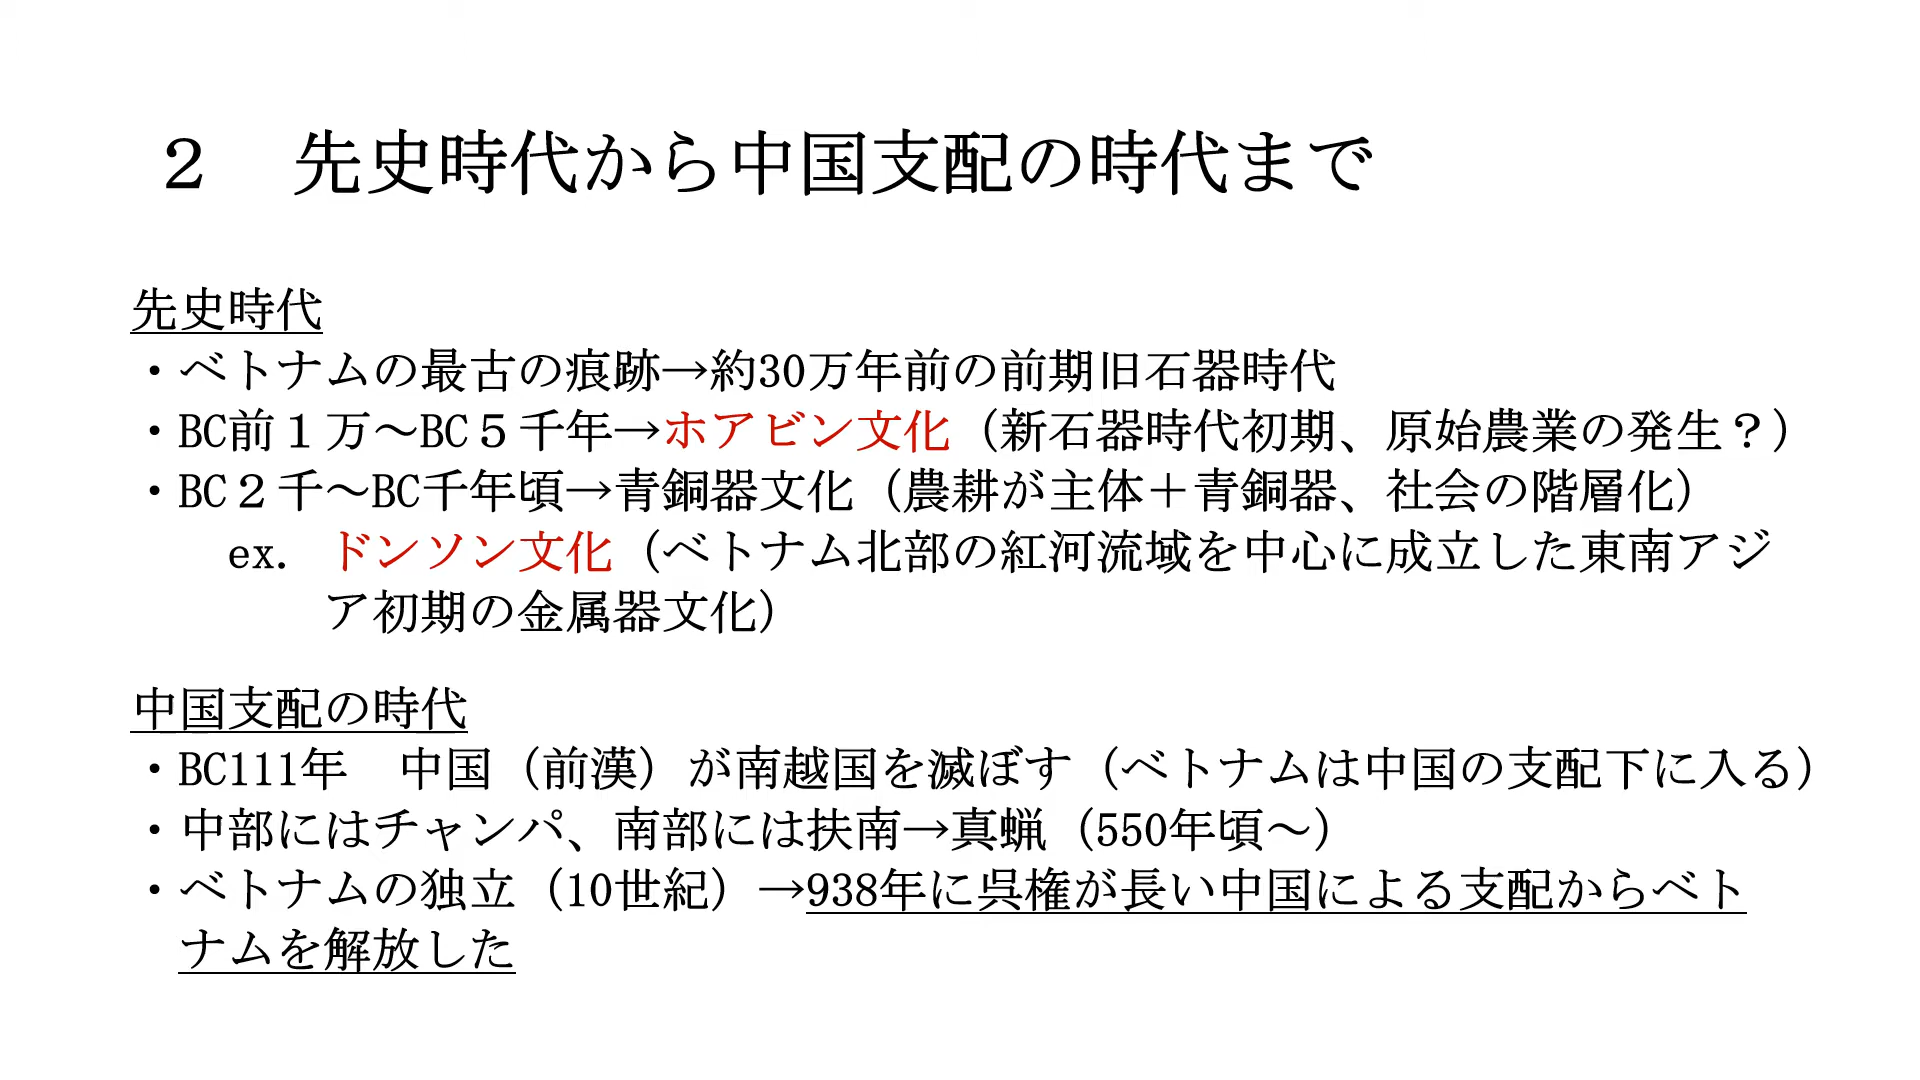 ２　先史時代から中国支配の時代まで
先史時代
・ベトナムの最古の痕跡→約30万年前の前期旧石器時代
・BC前１万～BC５千年→ホアビン文化（新石器時代初期、原始農業の発生？）
・BC２千～BC千年頃→青銅器文化（農耕が主体＋青銅器、社会の階層化）
ex. ドンソン文化（ベトナム北部の紅河流域を中心に成立した東南アジ
ア初期の金属器文化）
中国支配の時代
・BC111年　中国（前漢）が南越国を滅ぼす（ベトナムは中国の支配下に入る）
・中部にはチャンパ、南部には扶南→真蝋（550年頃～）
・ベトナムの独立（10世紀）→938年に呉権が長い中国による支配からベト
ナムを解放した